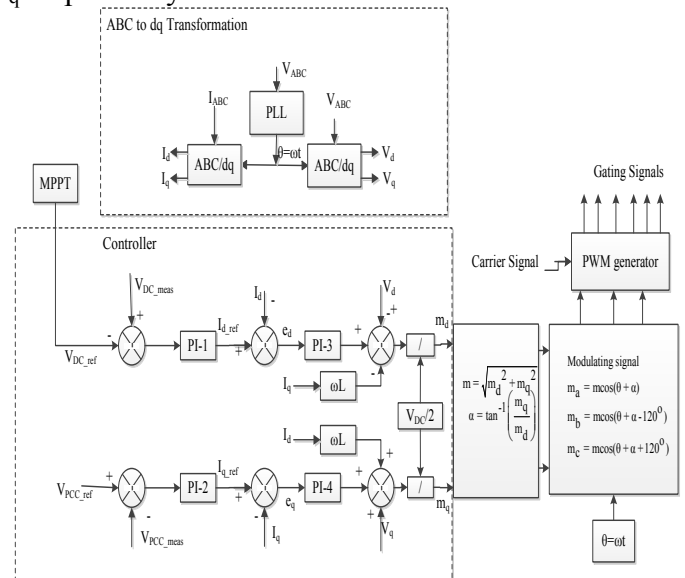 q
ABC to dq Transformation
V_ABC
I_ABC
PLL
V_ABC
θ=ωt
I_d
I_q
ABC/dq
ABC/dq
V_d
V_q
MPPT
Gating Signals
Carrier Signal
PWM generator
Controller
V_DC_meas
+
-
V_DC_ref
PI-1
I_d_ref
+
I_d
-
e_d
PI-3
+
V_d
-+
-
I_q
ωL
/
m_d
V_DC/2
I_d
ωL
+
V_PCC_ref
+
-
V_PCC_meas
PI-2
I_q_ref
+
-
I_q
e_q
PI-4
+
+
V_q
/
m_q
m = √(m_d² + m_q²)
α = tan⁻¹(m_q/m_d)
Modulating signal
m_a = mcos(θ + α)
m_b = mcos(θ + α - 120°)
m_c = mcos(θ + α + 120°)
θ=ωt